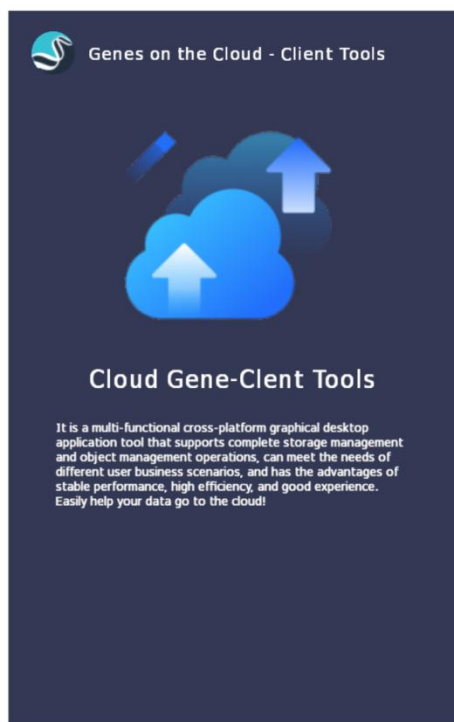 Genes on the Cloud - Client Tools
Cloud Gene-Clent Tools
It is a multi-functional cross-platform graphical desktop
application tool that supports complete storage management
and object management operations, can meet the needs of
different user business scenarios, and has the advantages of
stable performance, high efficiency, and good experience.
Easily help your data go to the cloud!